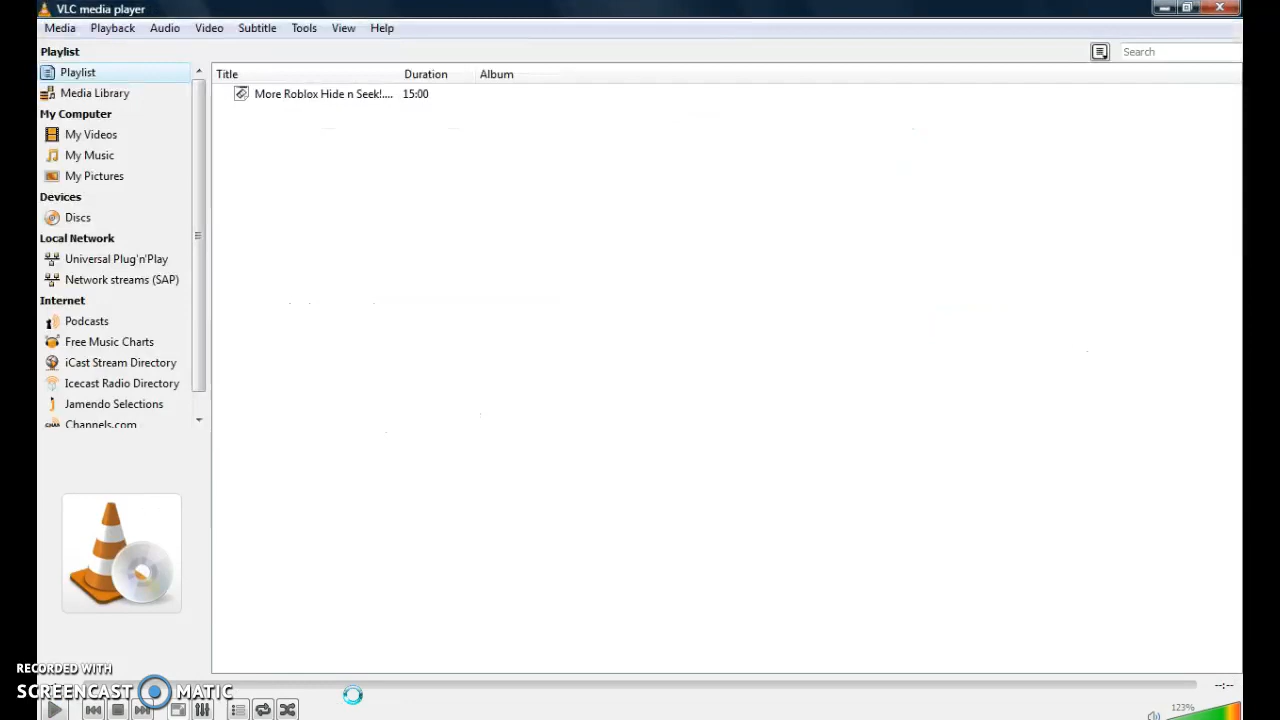 VLC media player
Media Playback Audio Video Subtitle Tools View Help
Playlist
Search
Playlist
Media Library
My Computer
My Videos
My Music
My Pictures
Devices
Discs
Local Network
Universal Plug'n'Play
Network streams (SAP)
Internet
Podcasts
Free Music Charts
iCast Stream Directory
Icecast Radio Directory
Jamendo Selections
Channels.com
Title Duration Album
More Roblox Hide n Seek!.... 15:00
RECORDED WITH
SCREENCAST MATIC
--:--
123%